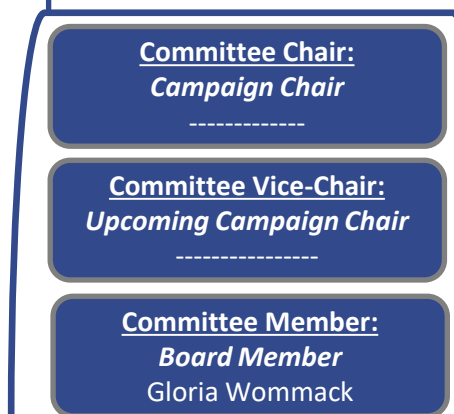 Committee Chair:
Campaign Chair
-------------
Committee Vice-Chair:
Upcoming Campaign Chair
----------------
Committee Member:
Board Member
Gloria Wommack